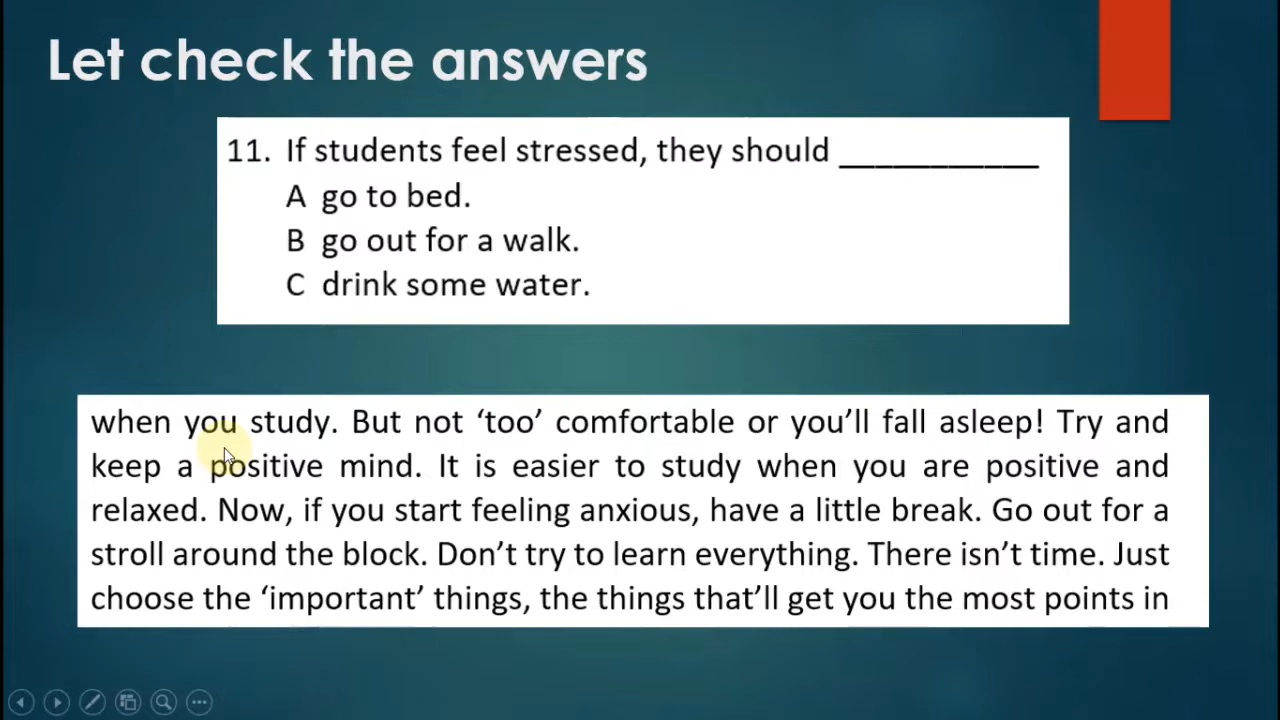 Let check the answers
11. If students feel stressed, they should ___________
A go to bed.
B go out for a walk.
C drink some water.
when you study. But not ‘too’ comfortable or you’ll fall asleep! Try and
keep a positive mind. It is easier to study when you are positive and
relaxed. Now, if you start feeling anxious, have a little break. Go out for a
stroll around the block. Don’t try to learn everything. There isn’t time. Just
choose the ‘important’ things, the things that’ll get you the most points in